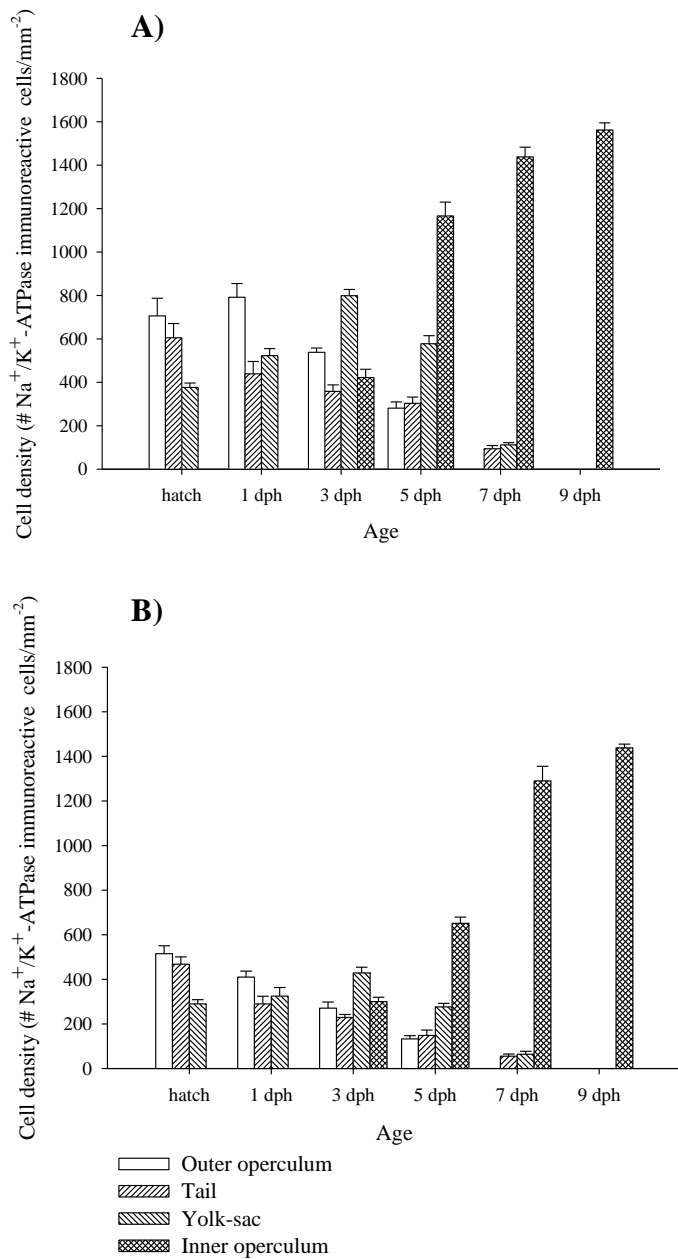 A)
Cell density (# Na+/K+-ATPase immunoreactive cells/mm-2)
1800
1600
1400
1200
1000
800
600
400
200
0
hatch 1 dph 3 dph 5 dph 7 dph 9 dph
Age
B)
Cell density (# Na+/K+-ATPase immunoreactive cells/mm-2)
1800
1600
1400
1200
1000
800
600
400
200
0
hatch 1 dph 3 dph 5 dph 7 dph 9 dph
Age
Outer operculum
Tail
Yolk-sac
Inner operculum